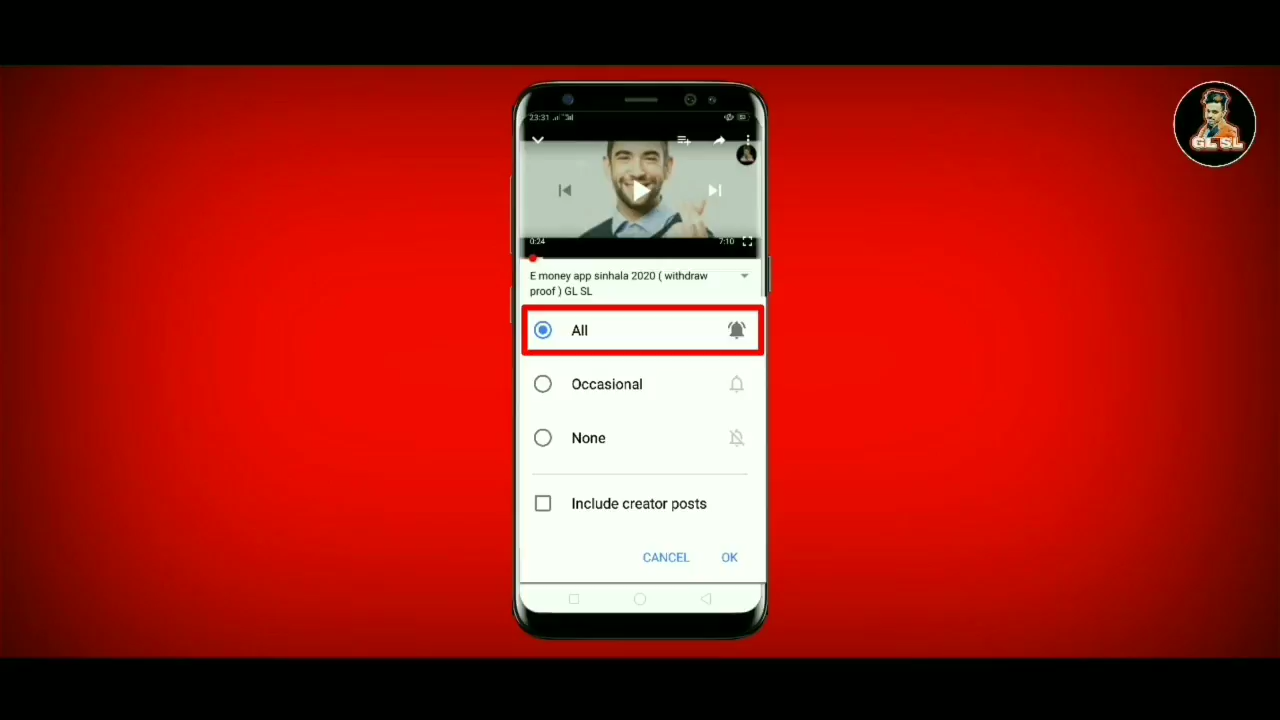 GL SL
23:31
0:24
7:10
E money app sinhala 2020 ( withdraw
proof ) GL SL
All
Occasional
None
Include creator posts
CANCEL OK